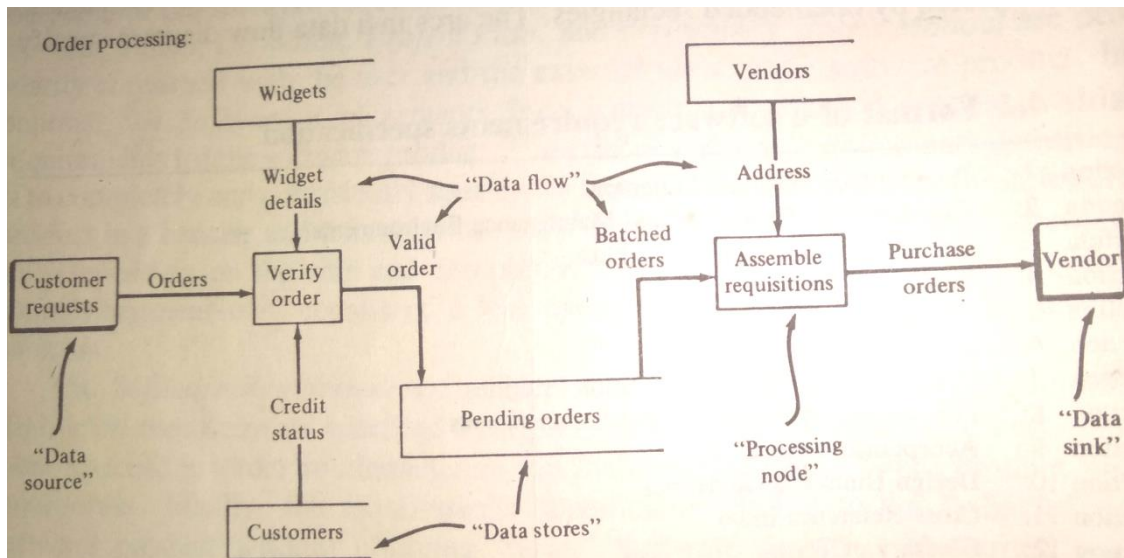 Order processing:
Widgets
Vendors
Widget
details
"Data flow"
Address
Valid
order
Batched
orders
Customer
requests
Orders
Verify
order
Assemble
requisitions
Purchase
orders
Vendor
Credit
status
Pending orders
"Data
source"
"Processing
node"
"Data
sink"
Customers
"Data stores"